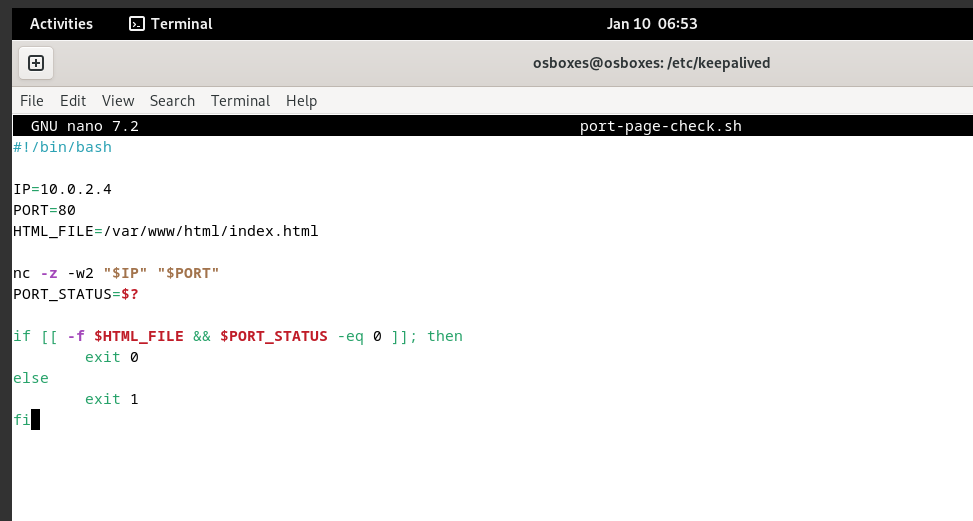 Activities Terminal Jan 10 06:53
osboxes@osboxes: /etc/keepalived
File Edit View Search Terminal Help
GNU nano 7.2 port-page-check.sh
#!/bin/bash
IP=10.0.2.4
PORT=80
HTML_FILE=/var/www/html/index.html
nc -z -w2 "$IP" "$PORT"
PORT_STATUS=$?
if [[ -f $HTML_FILE && $PORT_STATUS -eq 0 ]]; then
exit 0
else
exit 1
fi